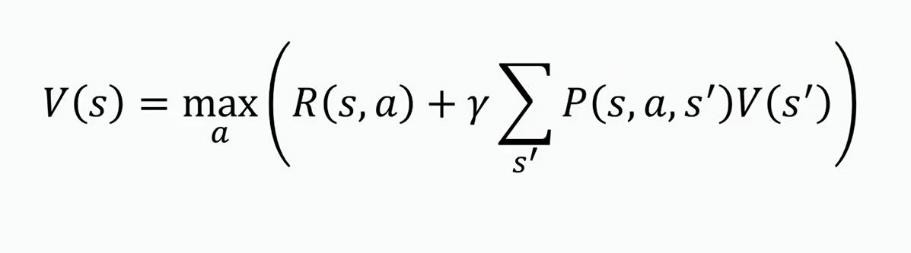 V(s) = max_a ( R(s, a) + γ ∑_{s′} P(s, a, s′)V(s′) )